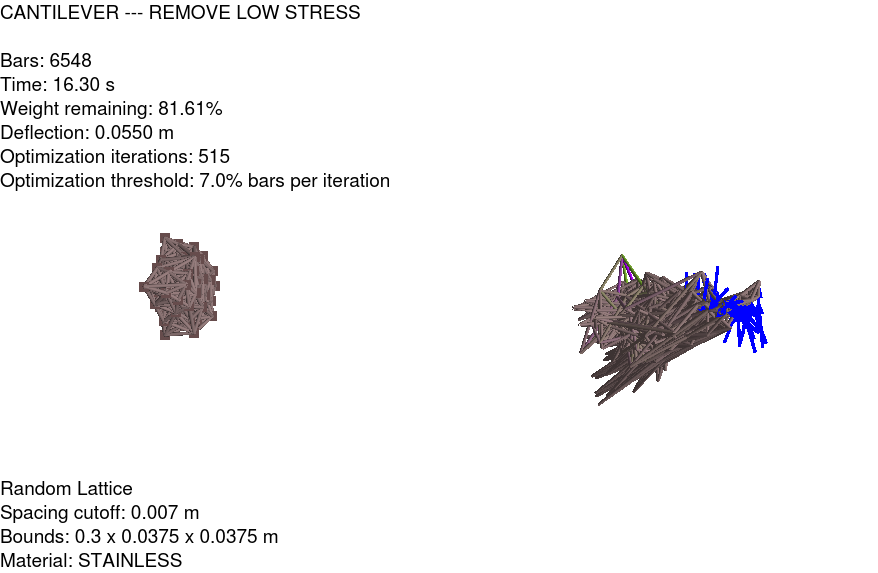 CANTILEVER --- REMOVE LOW STRESS
Bars: 6548
Time: 16.30 s
Weight remaining: 81.61%
Deflection: 0.0550 m
Optimization iterations: 515
Optimization threshold: 7.0% bars per iteration
Random Lattice
Spacing cutoff: 0.007 m
Bounds: 0.3 x 0.0375 x 0.0375 m
Material: STAINLESS